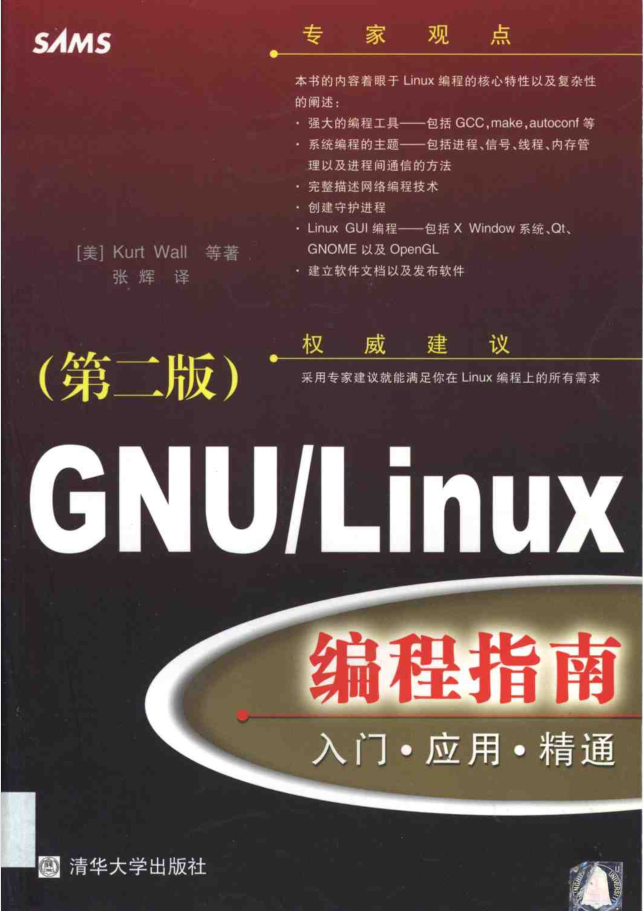 SAMS
专家观点
本书的内容着眼于 Linux 编程的核心特性以及复杂性
的阐述：
· 强大的编程工具——包括 GCC,make,autoconf 等
· 系统编程的主题——包括进程、信号、线程、内存管
理以及进程间通信的方法
· 完整描述网络编程技术
· 创建守护进程
· Linux GUI 编程——包括 X Window 系统、Qt、
GNOME 以及 OpenGL
· 建立软件文档以及发布软件
[美] Kurt Wall 等著
张辉 译
权威建议
采用专家建议就能满足你在 Linux 编程上的所有需求
（第二版）
GNU/Linux
编程指南
入门·应用·精通
清华大学出版社